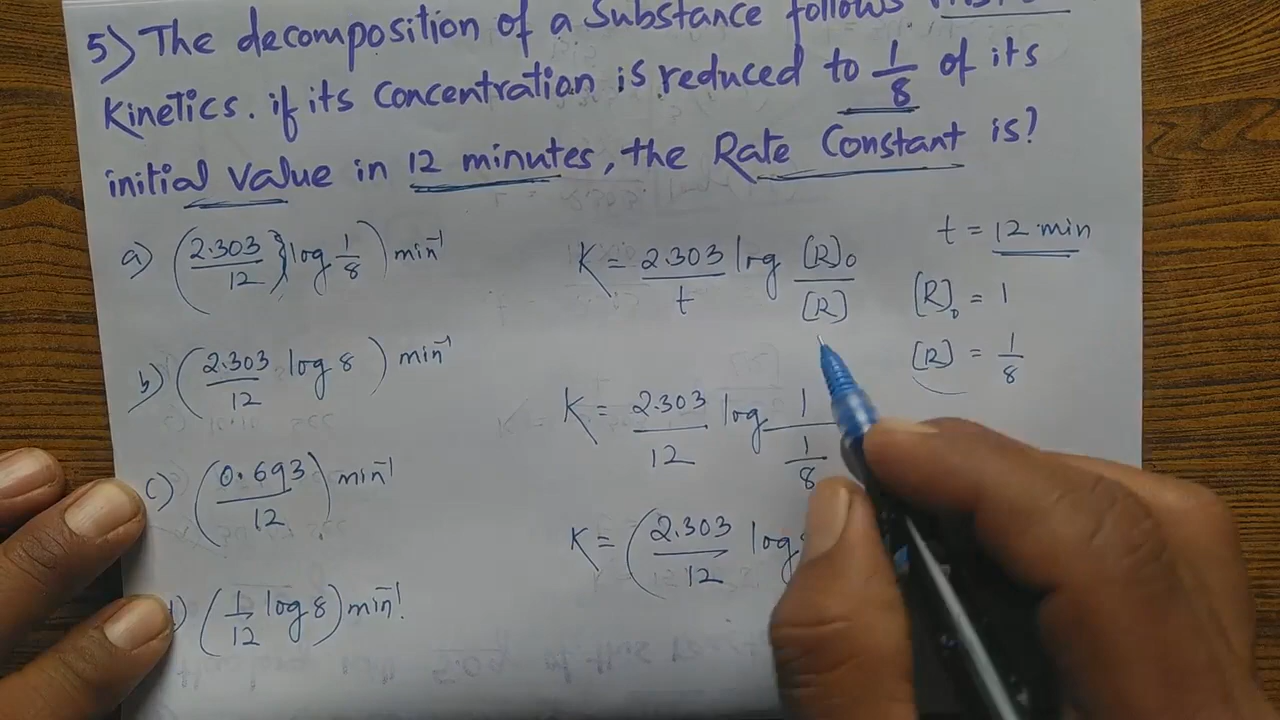 5) The decomposition of a Substance follows
Kinetics. if its Concentration is reduced to 1/8 of its
initial value in 12 minutes, the Rate Constant is?
a) (2.303/12 log 1/8) min⁻¹
b) (2.303/12 log 8) min⁻¹
c) (0.693/12) min⁻¹
d) (1/12 log 8) min⁻¹
K = 2.303/t log [R]₀/[R]
K = 2.303/12 log 1/(1/8)
K = (2.303/12 log
t = 12 min
[R]₀ = 1
[R] = 1/8